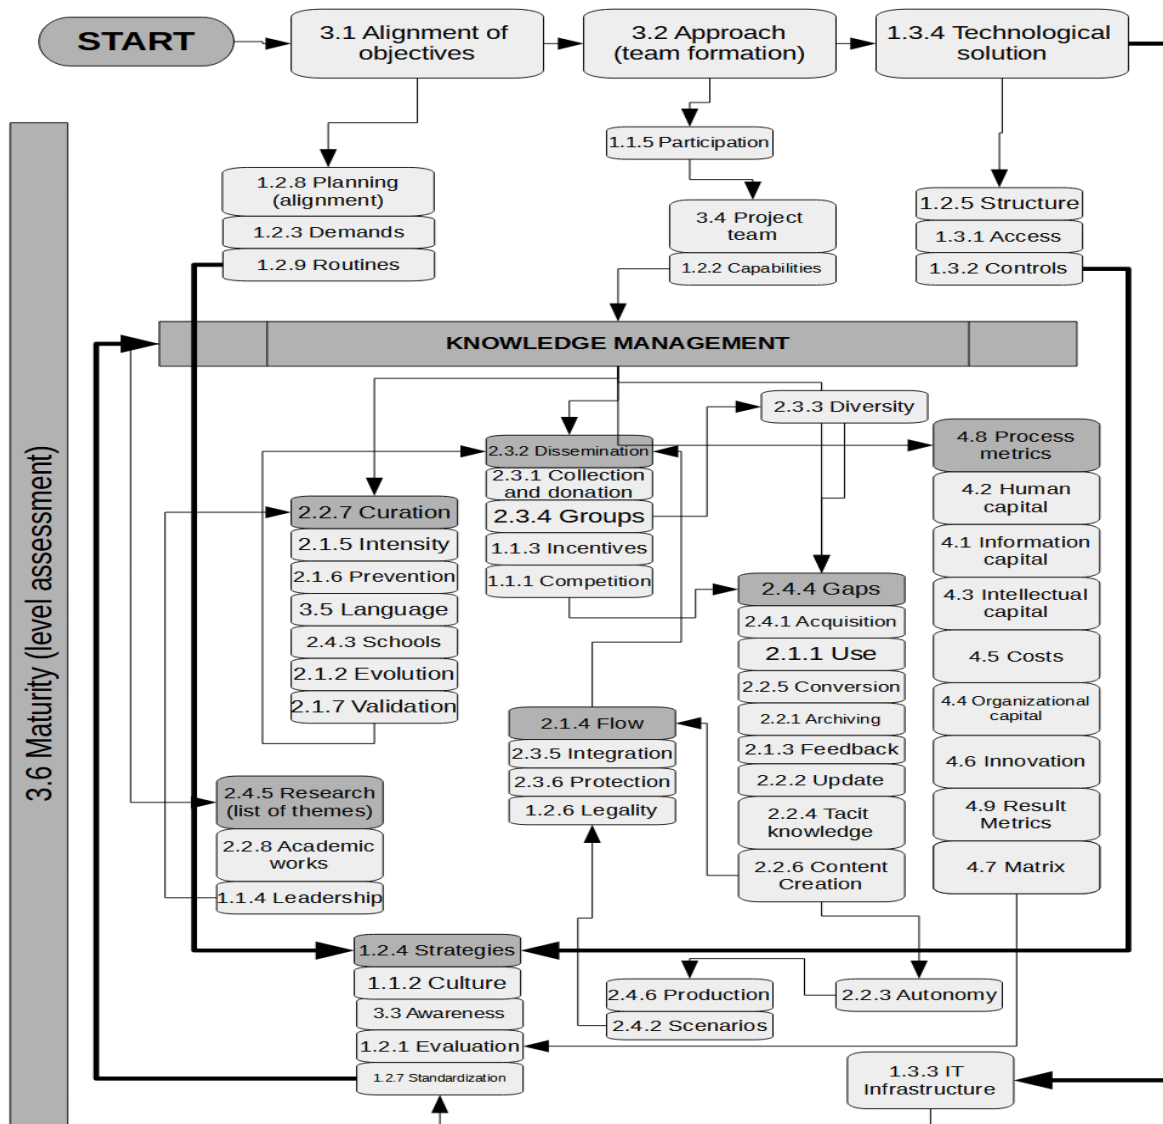 START
3.1 Alignment of
objectives
3.2 Approach
(team formation)
1.3.4 Technological
solution
1.1.5 Participation
1.2.8 Planning
(alignment)
1.2.3 Demands
1.2.9 Routines
3.4 Project
team
1.2.2 Capabilities
1.2.5 Structure
1.3.1 Access
1.3.2 Controls
KNOWLEDGE MANAGEMENT
3.6 Maturity (level assessment)
2.3.3 Diversity
2.3.2 Dissemination
2.3.1 Collection
and donation
2.3.4 Groups
1.1.3 Incentives
1.1.1 Competition
4.8 Process
metrics
4.2 Human
capital
4.1 Information
capital
4.3 Intellectual
capital
4.5 Costs
4.4 Organizational
capital
4.6 Innovation
4.9 Result
Metrics
4.7 Matrix
2.2.7 Curation
2.1.5 Intensity
2.1.6 Prevention
3.5 Language
2.4.3 Schools
2.1.2 Evolution
2.1.7 Validation
2.4.4 Gaps
2.4.1 Acquisition
2.1.1 Use
2.2.5 Conversion
2.2.1 Archiving
2.1.3 Feedback
2.2.2 Update
2.2.4 Tacit
knowledge
2.2.6 Content
Creation
2.1.4 Flow
2.3.5 Integration
2.3.6 Protection
1.2.6 Legality
2.4.5 Research
(list of themes)
2.2.8 Academic
works
1.1.4 Leadership
1.2.4 Strategies
1.1.2 Culture
3.3 Awareness
1.2.1 Evaluation
1.2.7 Standardization
2.4.6 Production
2.4.2 Scenarios
2.2.3 Autonomy
1.3.3 IT
Infrastructure